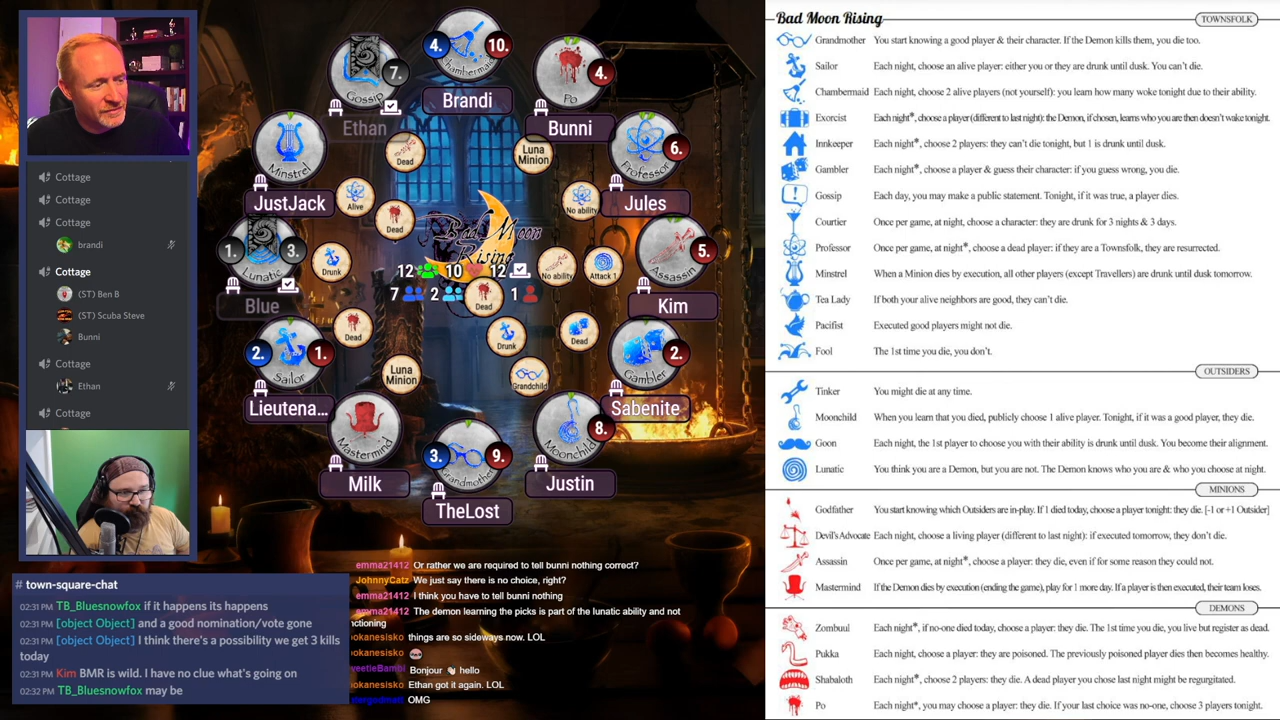 Cottage
Cottage
Cottage
brandi
Cottage
(ST) Ben B
(ST) Scuba Steve
Bunni
Cottage
Ethan
Cottage
# town-square-chat
02:31 PM TB_Bluesnowfox if it happens its happens
02:31 PM [object Object] and a good nomination/vote gone
02:31 PM [object Object] I think there's a possibility we get 3 kills
today
02:31 PM Kim BMR is wild. I have no clue what's going on
02:32 PM TB_Bluesnowfox may be
Gossip
7.
Ethan
4.
Chambermaid
10.
Brandi
Po
4.
Bunni
Minstrel
JustJack
Dead
Luna
Minion
Professor
6.
Jules
Alive
Dead
No ability
1.
Lunatic
3.
Blue
Drunk
Bad Moon
Rising
12 10 12
7 2 1
No ability
Attack 1
Assassin
5.
Kim
Dead
2.
Sailor
1.
Lieutena...
Dead
Drunk
Dead
Gambler
2.
Sabenite
Luna
Minion
Grandchild
Mastermind
Milk
3.
Grandmother
9.
TheLost
Moonchild
8.
Justin
emma21412 Or rather we are required to tell bunni nothing correct?
JohnnyCatz We just say there is no choice, right?
emma21412 I think you have to tell bunni nothing
emma21412 The demon learning the picks is part of the lunatic ability and not
nctioning
ookanesisko things are so sideways now. LOL
ookanesisko
weetieBambi Bonjour hello
ookanesisko Ethan got it again. LOL
OMG
Bad Moon Rising
TOWNSFOLK
Grandmother You start knowing a good player & their character. If the Demon kills them, you die too.
Sailor Each night, choose an alive player: either you or they are drunk until dusk. You can't die.
Chambermaid Each night, choose 2 alive players (not yourself): you learn how many woke tonight due to their ability.
Exorcist Each night*, choose a player (different to last night): the Demon, if chosen, learns who you are then doesn't wake tonight.
Innkeeper Each night*, choose 2 players: they can't die tonight, but 1 is drunk until dusk.
Gambler Each night*, choose a player & guess their character: if you guess wrong, you die.
Gossip Each day, you may make a public statement. Tonight, if it was true, a player dies.
Courtier Once per game, at night, choose a character: they are drunk for 3 nights & 3 days.
Professor Once per game, at night*, choose a dead player: if they are a Townsfolk, they are resurrected.
Minstrel When a Minion dies by execution, all other players (except Travellers) are drunk until dusk tomorrow.
Tea Lady If both your alive neighbors are good, they can't die.
Pacifist Executed good players might not die.
Fool The 1st time you die, you don't.
OUTSIDERS
Tinker You might die at any time.
Moonchild When you learn that you died, publicly choose 1 alive player. Tonight, if it was a good player, they die.
Goon Each night, the 1st player to choose you with their ability is drunk until dusk. You become their alignment.
Lunatic You think you are a Demon, but you are not. The Demon knows who you are & who you choose at night.
MINIONS
Godfather You start knowing which Outsiders are in-play. If 1 died today, choose a player tonight: they die. [-1 or +1 Outsider]
Devil's Advocate Each night, choose a living player (different to last night): if executed tomorrow, they don't die.
Assassin Once per game, at night*, choose a player: they die, even if for some reason they could not.
Mastermind If the Demon dies by execution (ending the game), play for 1 more day. If a player is then executed, their team loses.
DEMONS
Zombuul Each night*, if no-one died today, choose a player: they die. The 1st time you die, you live but register as dead.
Pukka Each night, choose a player: they are poisoned. The previously poisoned player dies then becomes healthy.
Shabaloth Each night*, choose 2 players: they die. A dead player you chose last night might be regurgitated.
Po Each night*, you may choose a player: they die. If your last choice was no-one, choose 3 players tonight.